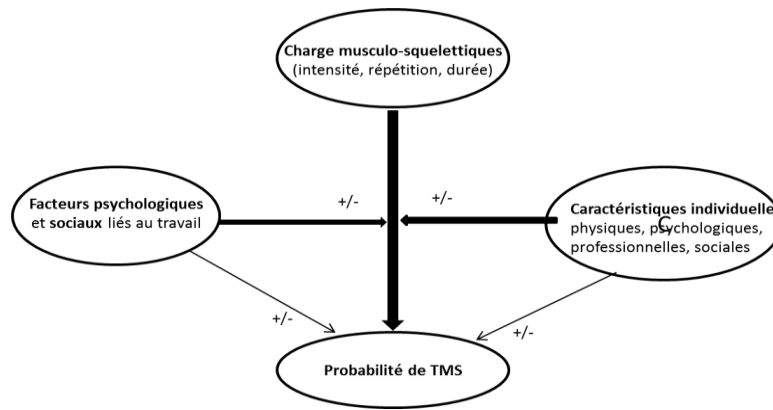 Charge musculo-squelettiques
(intensité, répétition, durée)
+/-
+/-
Facteurs psychologiques
et sociaux liés au travail
Caractéristiques individuelle
C
physiques, psychologiques,
professionnelles, sociales
+/-
+/-
Probabilité de TMS